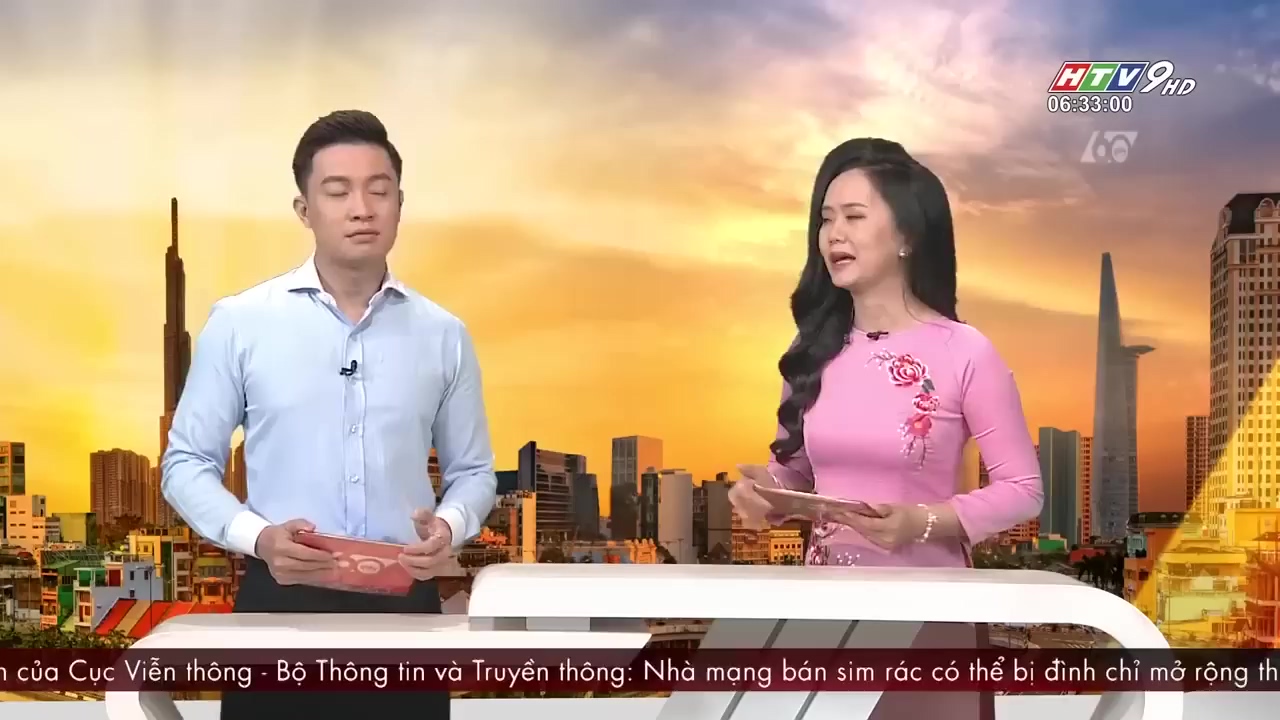 HTV9HD
06:33:00
60
của Cục Viễn thông - Bộ Thông tin và Truyền thông: Nhà mạng bán sim rác có thể bị đình chỉ mở rộng